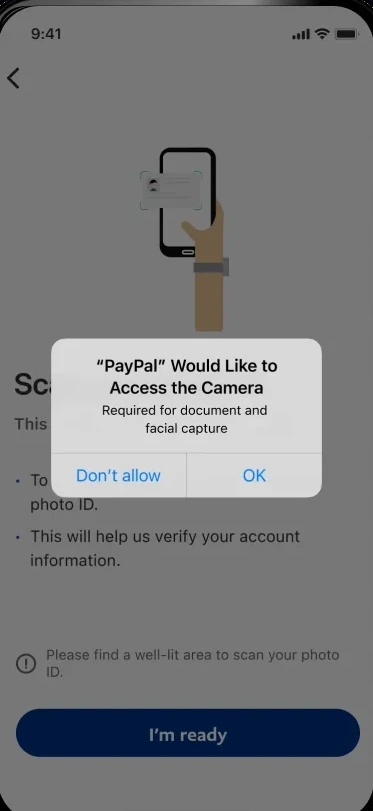 9:41
“PayPal” Would Like to
Access the Camera
Required for document and
facial capture
Don’t allow
OK
This
To
photo ID.
This will help us verify your account
information.
Please find a well-lit area to scan your photo
ID.
I’m ready